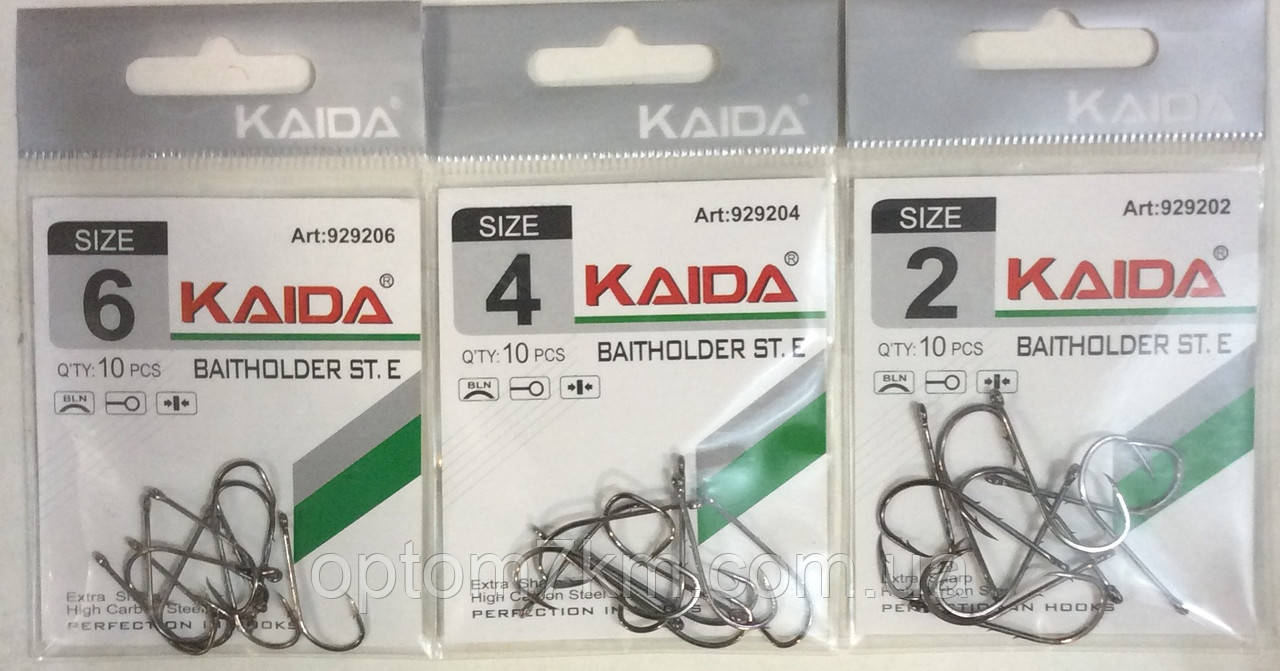 KAIDA®
SIZE
6
Art:929206
KAIDA®
Q'TY: 10 PCS
BAITHOLDER ST. E
BLN
Extra
High Carbon Steel
PERFECTION IN HOOKS
KAIDA®
SIZE
4
Art:929204
KAIDA®
Q'TY: 10 PCS
BAITHOLDER ST. E
BLN
Extra
High Carbon Steel
PERFECTION IN
KAIDA®
SIZE
2
Art:929202
KAIDA®
Q'TY: 10 PCS
BAITHOLDER ST. E
BLN
Extra Sharp
PERFECTION IN HOOKS
optom7km.com.ua